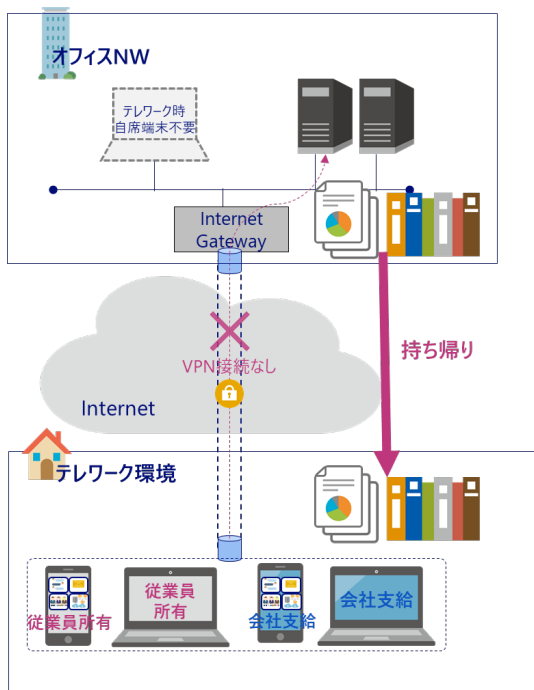 オフィスNW
テレワーク時
自席端末不要
Internet
Gateway
VPN接続なし
持ち帰り
Internet
テレワーク環境
従業員所有
従業員
所有
会社支給
会社支給